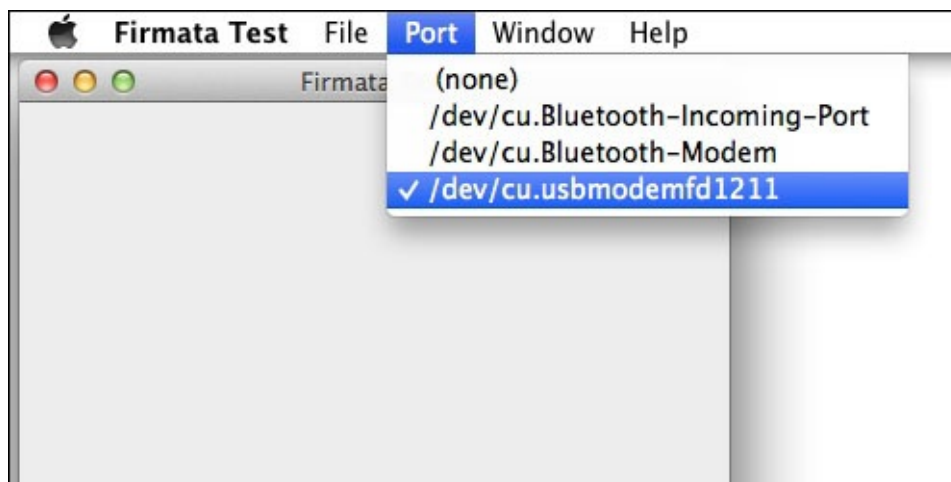 Firmata Test File Port Window Help
Firmata
(none)
/dev/cu.Bluetooth-Incoming-Port
/dev/cu.Bluetooth-Modem
✓ /dev/cu.usbmodemfd1211